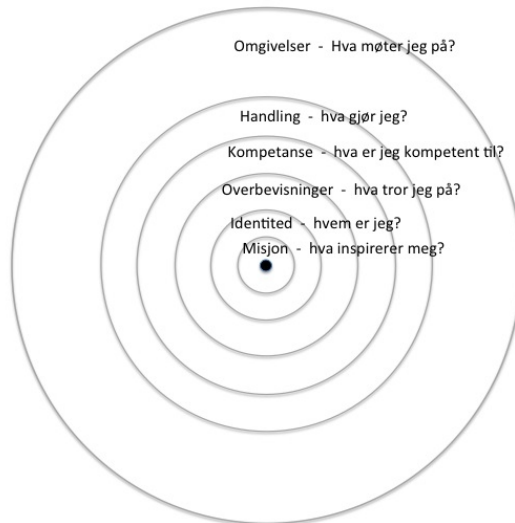 Omgivelser - Hva møter jeg på?
Handling - hva gjør jeg?
Kompetanse - hva er jeg kompetent til?
Overbevisninger - hva tror jeg på?
Identited - hvem er jeg?
Misjon - hva inspirerer meg?